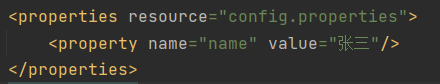 <properties resource="config.properties">
    <property name="name" value="张三"/>
</properties>